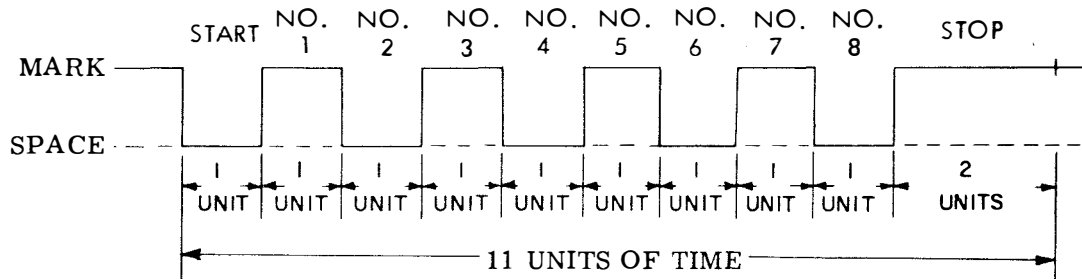 START NO. 1 NO. 2 NO. 3 NO. 4 NO. 5 NO. 6 NO. 7 NO. 8 STOP
MARK
SPACE
1 UNIT 1 UNIT 1 UNIT 1 UNIT 1 UNIT 1 UNIT 1 UNIT 1 UNIT 1 UNIT 2 UNITS
11 UNITS OF TIME